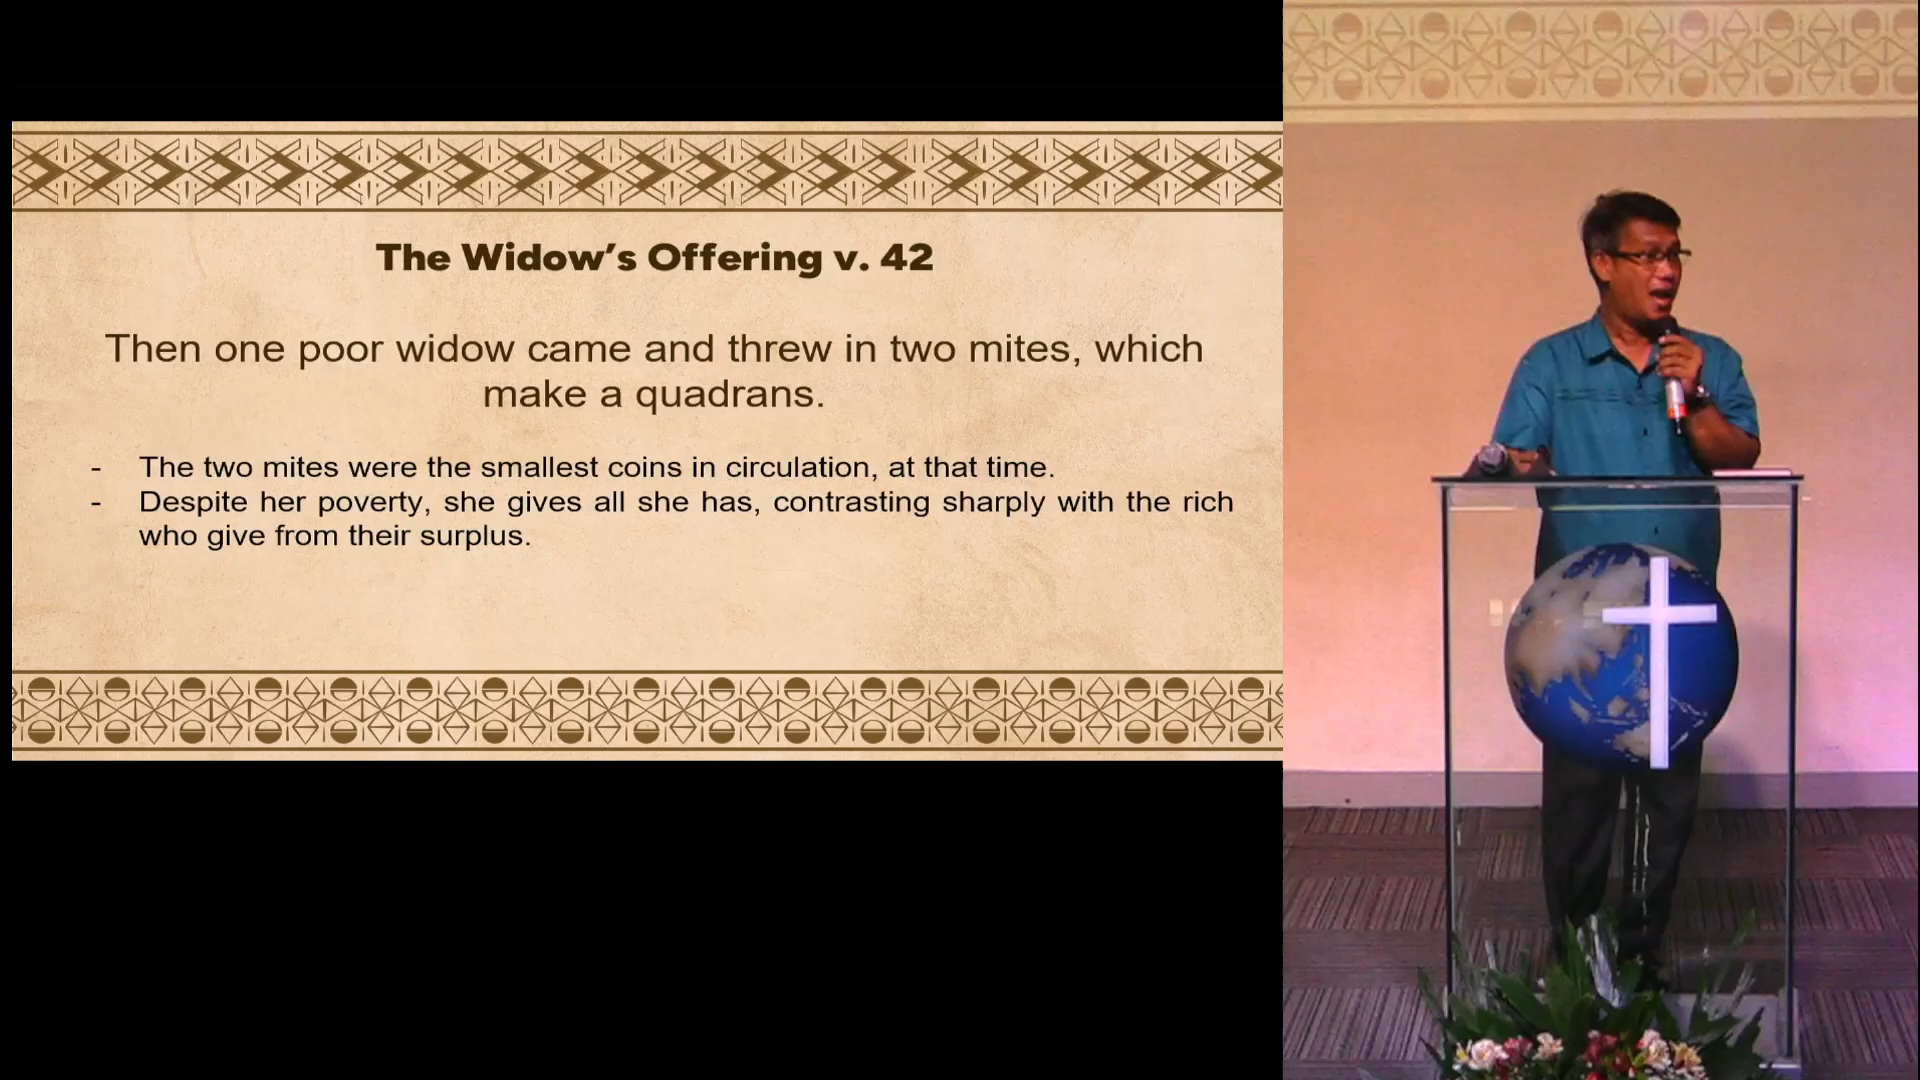 The Widow's Offering v. 42
Then one poor widow came and threw in two mites, which
make a quadrans.
- The two mites were the smallest coins in circulation, at that time.
- Despite her poverty, she gives all she has, contrasting sharply with the rich
who give from their surplus.